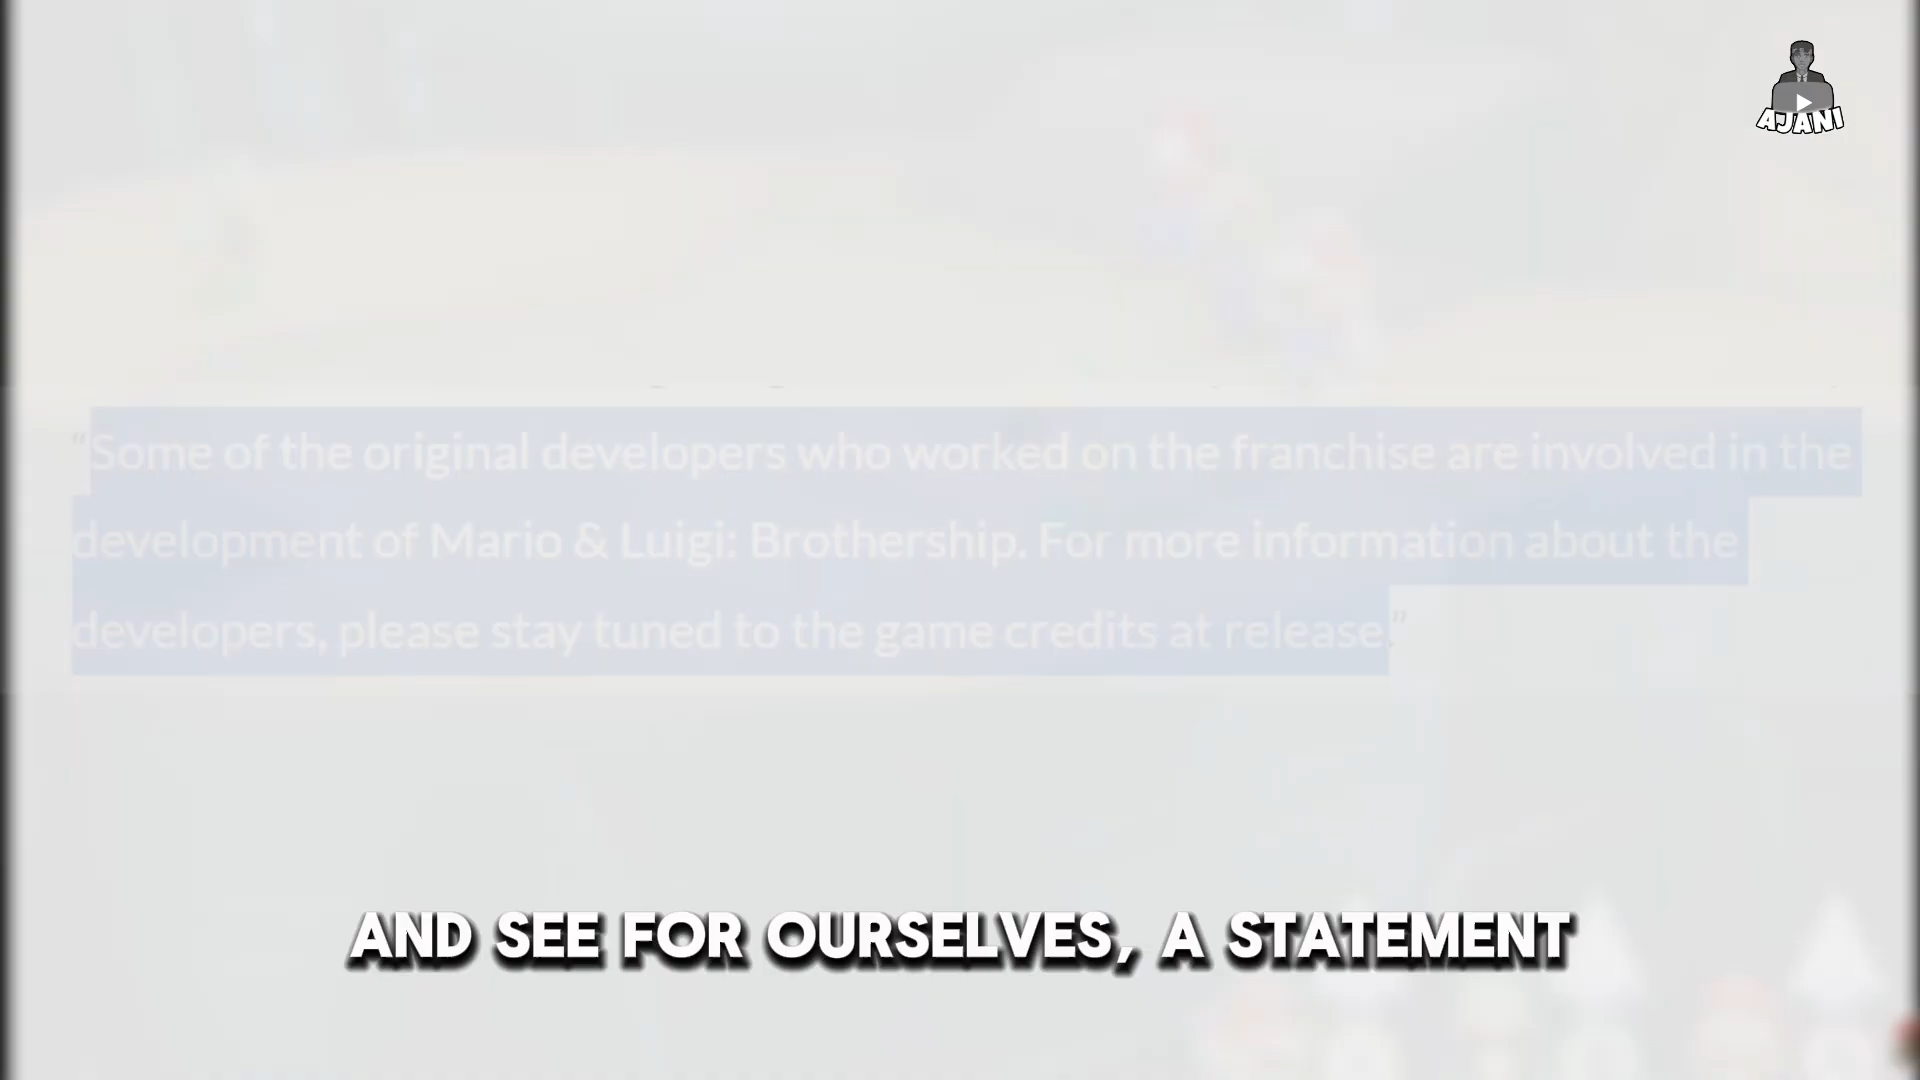 AJANI
"Some of the original developers who worked on the franchise are involved in the
development of Mario & Luigi: Brothership. For more information about the
developers, please stay tuned to the game credits at release."
AND SEE FOR OURSELVES, A STATEMENT